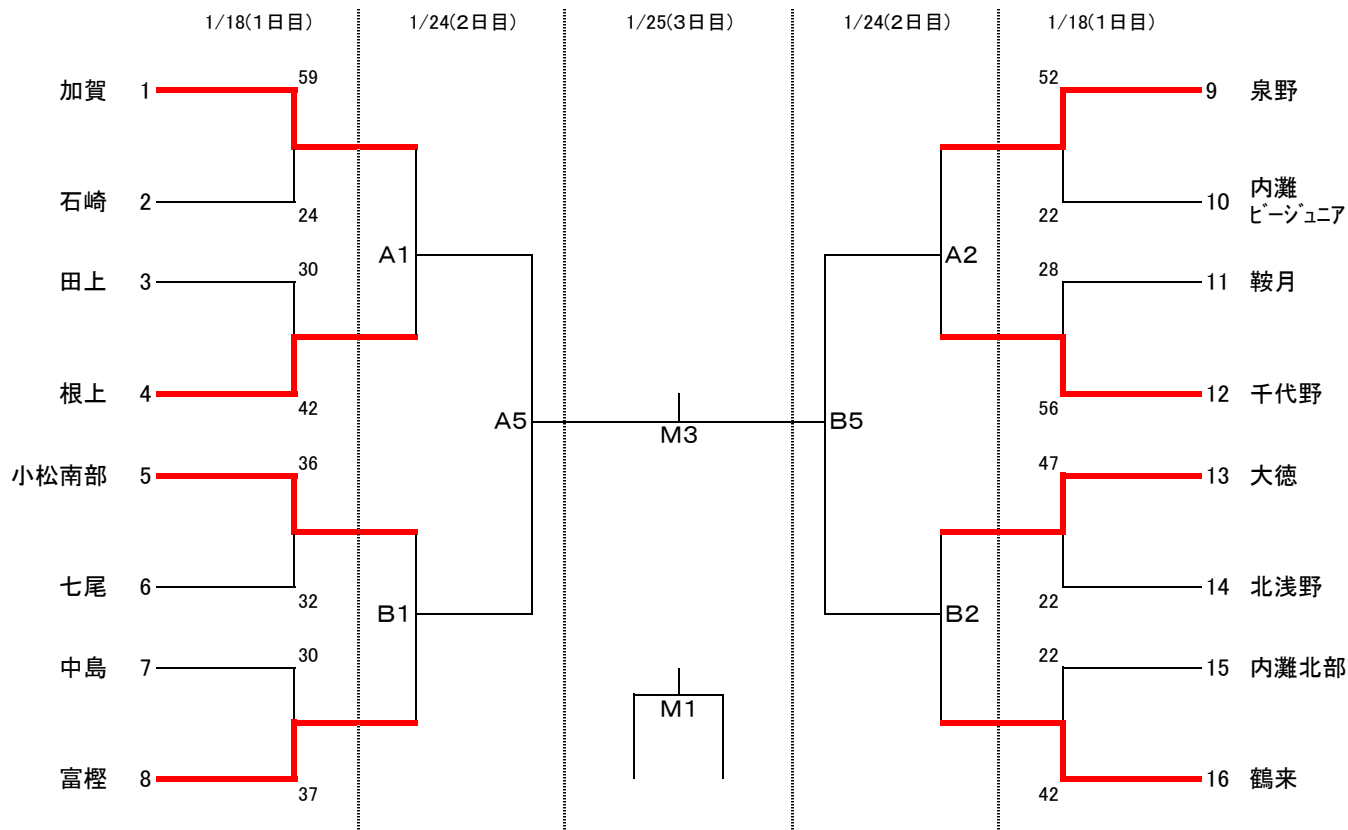 1/18(1日目) 1/24(2日目) 1/25(3日目) 1/24(2日目) 1/18(1日目)
59 52
加賀 1 9 泉野
石崎 2 10 内灘
ビージュニア
24 22
A1 A2
30 28
田上 3 11 鞍月
根上 4 12 千代野
42 56
A5 M3 B5
36 47
小松南部 5 13 大徳
七尾 6 14 北浅野
32 22
B1 B2
30 22
中島 7 15 内灘北部
M1
富樫 8 16 鶴来
37 42